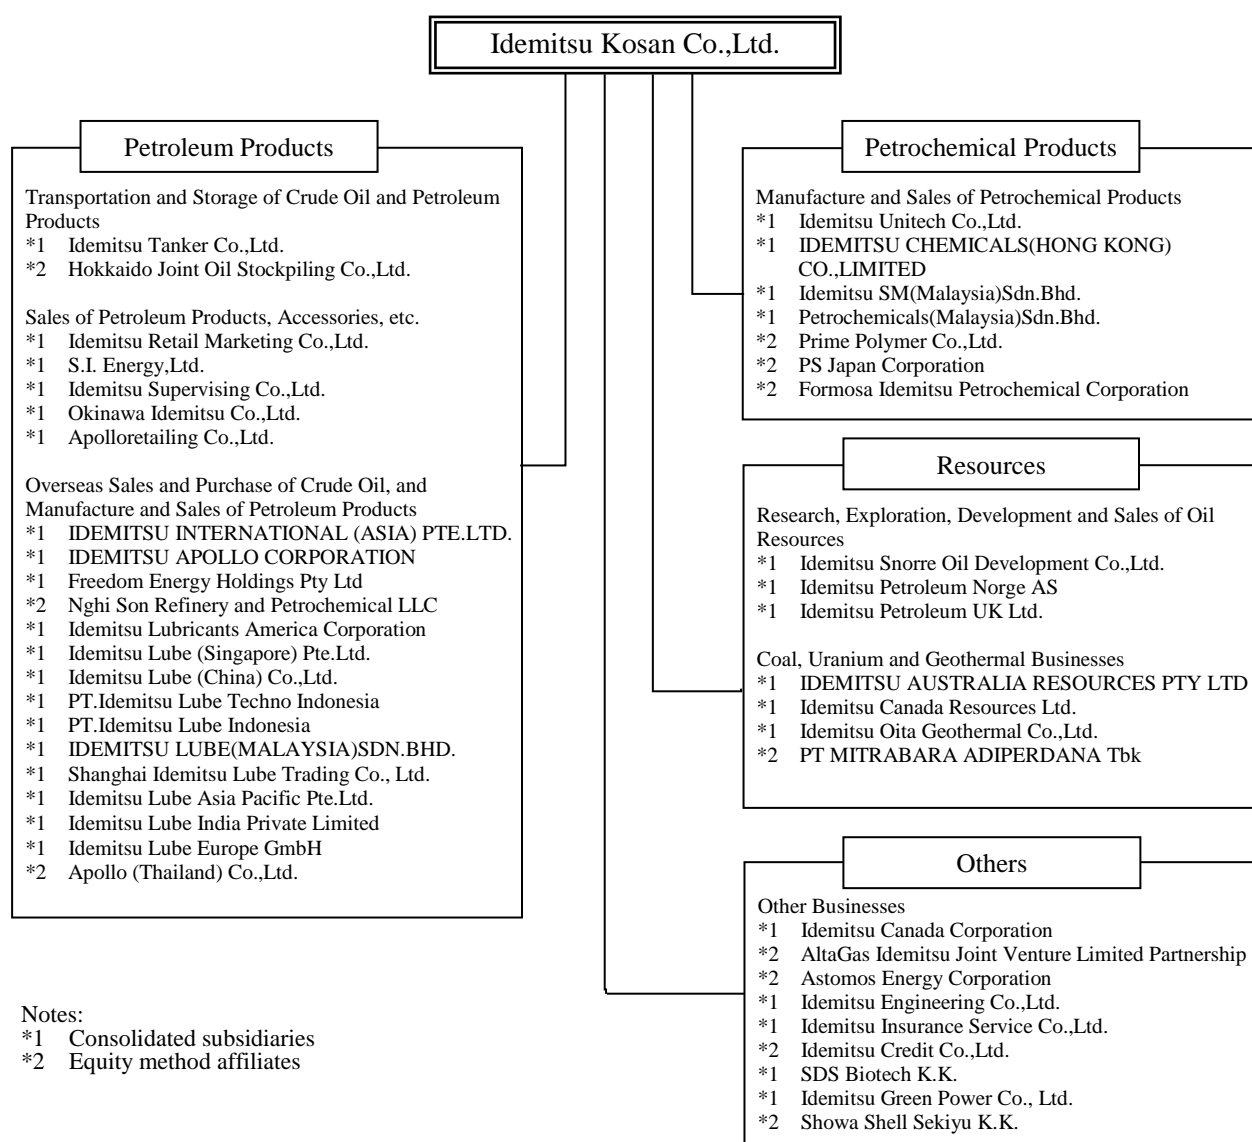 Idemitsu Kosan Co.,Ltd.
Petroleum Products
Transportation and Storage of Crude Oil and Petroleum
Products
*1 Idemitsu Tanker Co.,Ltd.
*2 Hokkaido Joint Oil Stockpiling Co.,Ltd.
Sales of Petroleum Products, Accessories, etc.
*1 Idemitsu Retail Marketing Co.,Ltd.
*1 S.I. Energy,Ltd.
*1 Idemitsu Supervising Co.,Ltd.
*1 Okinawa Idemitsu Co.,Ltd.
*1 Apolloretailing Co.,Ltd.
Overseas Sales and Purchase of Crude Oil, and
Manufacture and Sales of Petroleum Products
*1 IDEMITSU INTERNATIONAL (ASIA) PTE.LTD.
*1 IDEMITSU APOLLO CORPORATION
*1 Freedom Energy Holdings Pty Ltd
*2 Nghi Son Refinery and Petrochemical LLC
*1 Idemitsu Lubricants America Corporation
*1 Idemitsu Lube (Singapore) Pte.Ltd.
*1 Idemitsu Lube (China) Co.,Ltd.
*1 PT.Idemitsu Lube Techno Indonesia
*1 PT.Idemitsu Lube Indonesia
*1 IDEMITSU LUBE(MALAYSIA)SDN.BHD.
*1 Shanghai Idemitsu Lube Trading Co., Ltd.
*1 Idemitsu Lube Asia Pacific Pte.Ltd.
*1 Idemitsu Lube India Private Limited
*1 Idemitsu Lube Europe GmbH
*2 Apollo (Thailand) Co.,Ltd.
Notes:
*1 Consolidated subsidiaries
*2 Equity method affiliates
Petrochemical Products
Manufacture and Sales of Petrochemical Products
*1 Idemitsu Unitech Co.,Ltd.
*1 IDEMITSU CHEMICALS(HONG KONG)
CO.,LIMITED
*1 Idemitsu SM(Malaysia)Sdn.Bhd.
*1 Petrochemicals(Malaysia)Sdn.Bhd.
*2 Prime Polymer Co.,Ltd.
*2 PS Japan Corporation
*2 Formosa Idemitsu Petrochemical Corporation
Resources
Research, Exploration, Development and Sales of Oil
Resources
*1 Idemitsu Snorre Oil Development Co.,Ltd.
*1 Idemitsu Petroleum Norge AS
*1 Idemitsu Petroleum UK Ltd.
Coal, Uranium and Geothermal Businesses
*1 IDEMITSU AUSTRALIA RESOURCES PTY LTD
*1 Idemitsu Canada Resources Ltd.
*1 Idemitsu Oita Geothermal Co.,Ltd.
*2 PT MITRABARA ADIPERDANA Tbk
Others
Other Businesses
*1 Idemitsu Canada Corporation
*2 AltaGas Idemitsu Joint Venture Limited Partnership
*2 Astomos Energy Corporation
*1 Idemitsu Engineering Co.,Ltd.
*1 Idemitsu Insurance Service Co.,Ltd.
*2 Idemitsu Credit Co.,Ltd.
*1 SDS Biotech K.K.
*1 Idemitsu Green Power Co., Ltd.
*2 Showa Shell Sekiyu K.K.